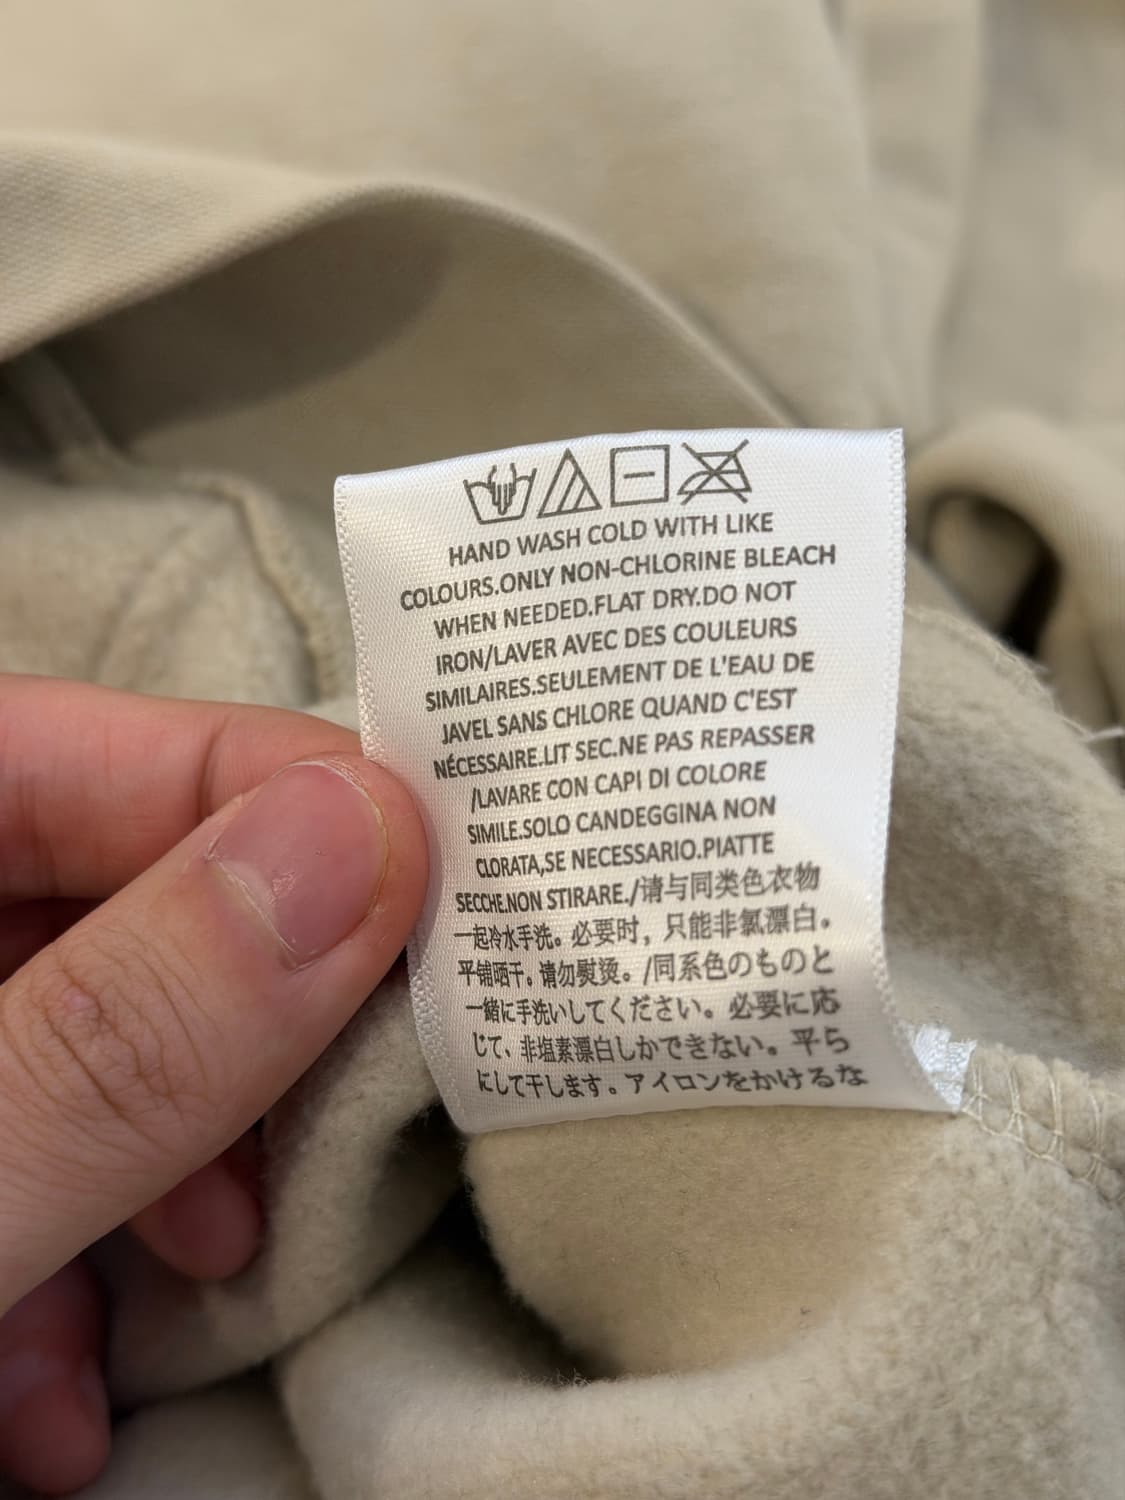 HAND WASH COLD WITH LIKE
COLOURS.ONLY NON-CHLORINE BLEACH
WHEN NEEDED.FLAT DRY.DO NOT
IRON/LAVER AVEC DES COULEURS
SIMILAIRES.SEULEMENT DE L'EAU DE
JAVEL SANS CHLORE QUAND C'EST
NÉCESSAIRE.LIT SEC.NE PAS REPASSER
/LAVARE CON CAPI DI COLORE
SIMILE.SOLO CANDEGGINA NON
CLORATA,SE NECESSARIO.PIATTE
SECCHE.NON STIRARE./请与同类色衣物
一起冷水手洗。必要时，只能非氯漂白。
平铺晒干。请勿熨烫。/同系色のものと
一緒に手洗いしてください。必要に応
じて、非塩素漂白しかできない。平ら
にして干します。アイロンをかけるな